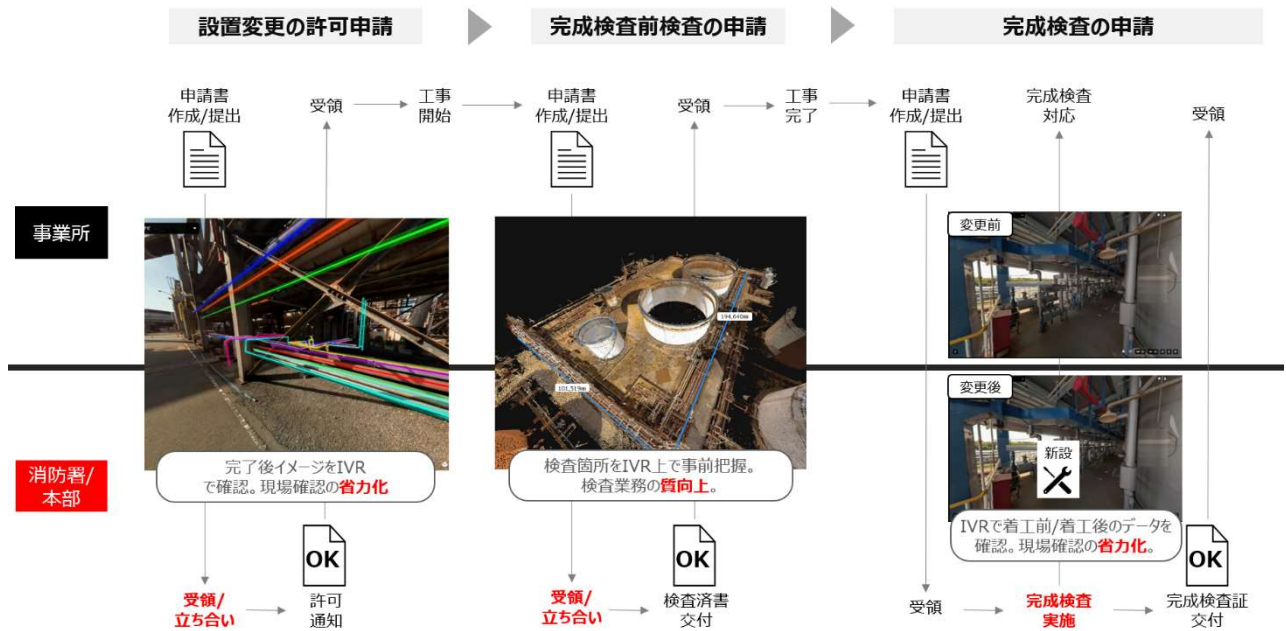 設置変更の許可申請
完成検査前検査の申請
完成検査の申請
申請書
作成/提出
受領
工事
開始
申請書
作成/提出
受領
工事
完了
申請書
作成/提出
完成検査
対応
受領
事業所
変更前
194,640mm
101,519mm
変更後
新設
消防署/
本部
完了後イメージをIVR
で確認。現場確認の省力化
検査箇所をIVR上で事前把握。
検査業務の質向上。
IVRで着工前/着工後のデータを
確認。現場確認の省力化。
OK
OK
OK
受領/
立ち合い
許可
通知
受領/
立ち合い
検査済書
交付
受領
完成検査
実施
完成検査証
交付